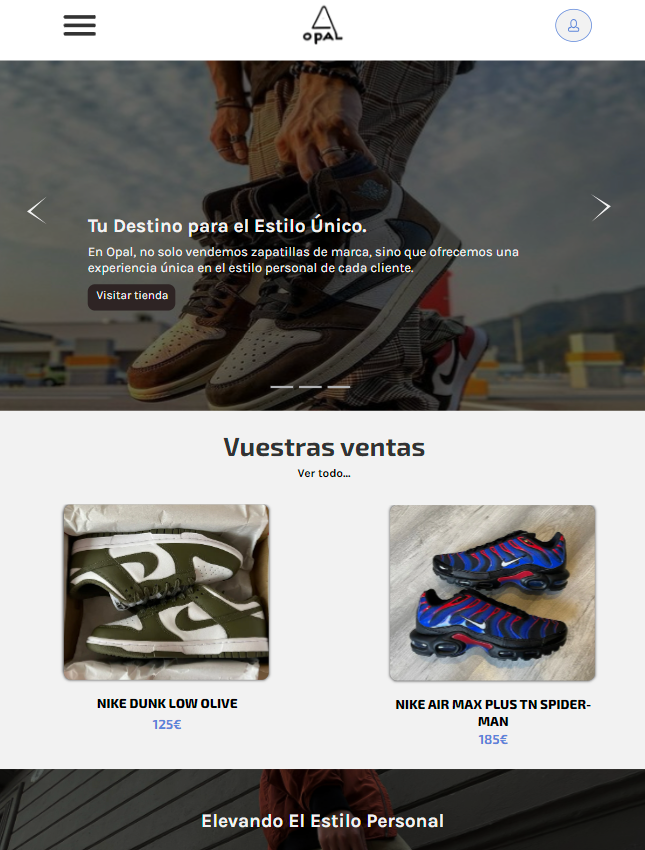 OPAL
Tu Destino para el Estilo Único.
En Opal, no solo vendemos zapatillas de marca, sino que ofrecemos una
experiencia única en el estilo personal de cada cliente.
Visitar tienda
Vuestras ventas
Ver todo...
NIKE DUNK LOW OLIVE
125€
NIKE AIR MAX PLUS TN SPIDER-
MAN
185€
Elevando El Estilo Personal